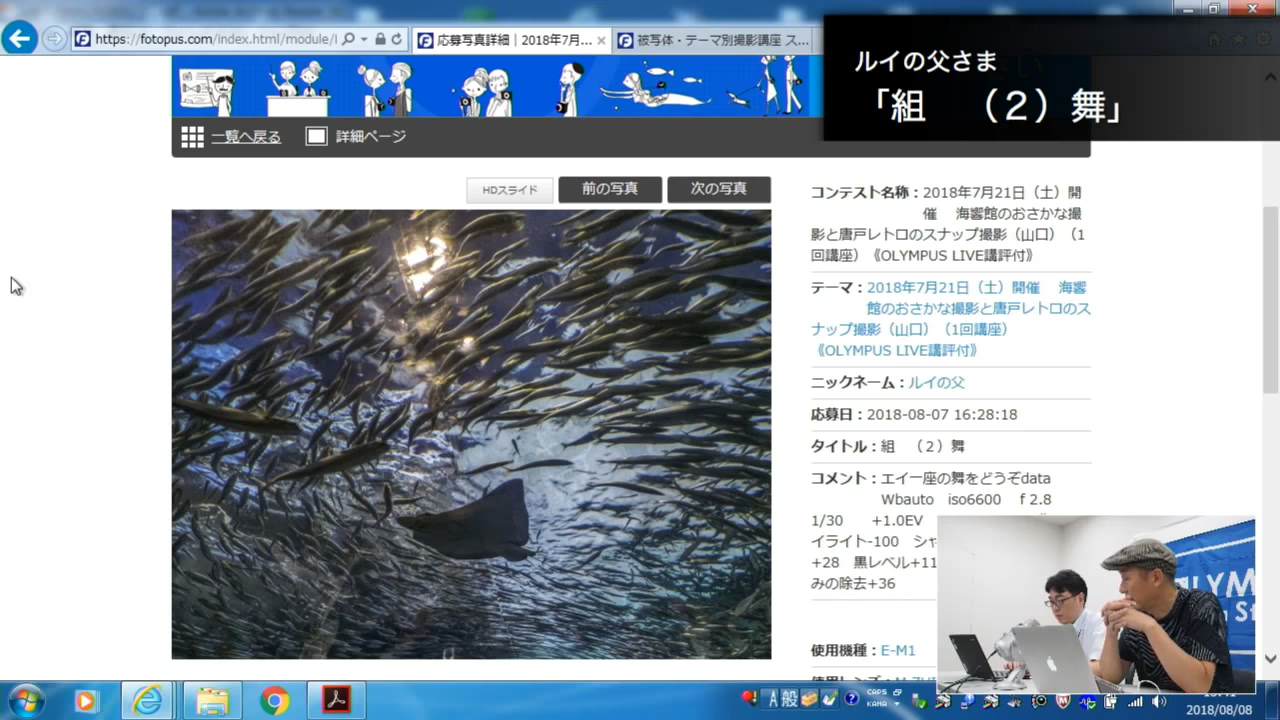 https://fotopus.com/index.html/module/
応募写真詳細｜2018年7月...
被写体・テーマ別撮影講座 ス...
ルイの父さま
「組　（２）舞」
一覧へ戻る
詳細ページ
HDスライド
前の写真
次の写真
コンテスト名称：2018年7月21日（土）開
催　海響館のおさかな撮
影と唐戸レトロのスナップ撮影（山口）（1
回講座）《OLYMPUS LIVE講評付》
テーマ：2018年7月21日（土）開催　海響
館のおさかな撮影と唐戸レトロのス
ナップ撮影（山口）（1回講座）
《OLYMPUS LIVE講評付》
ニックネーム：ルイの父
応募日：2018-08-07 16:28:18
タイトル：組　（２）舞
コメント：エイ一座の舞をどうぞdata
Wbauto　iso6600　ｆ2.8
1/30　+1.0EV
イライト-100　シャ
+28　黒レベル+11
みの除去+36
使用機種：E-M1
OLYM
St
A 般
CAPS
KANA
2018/08/08